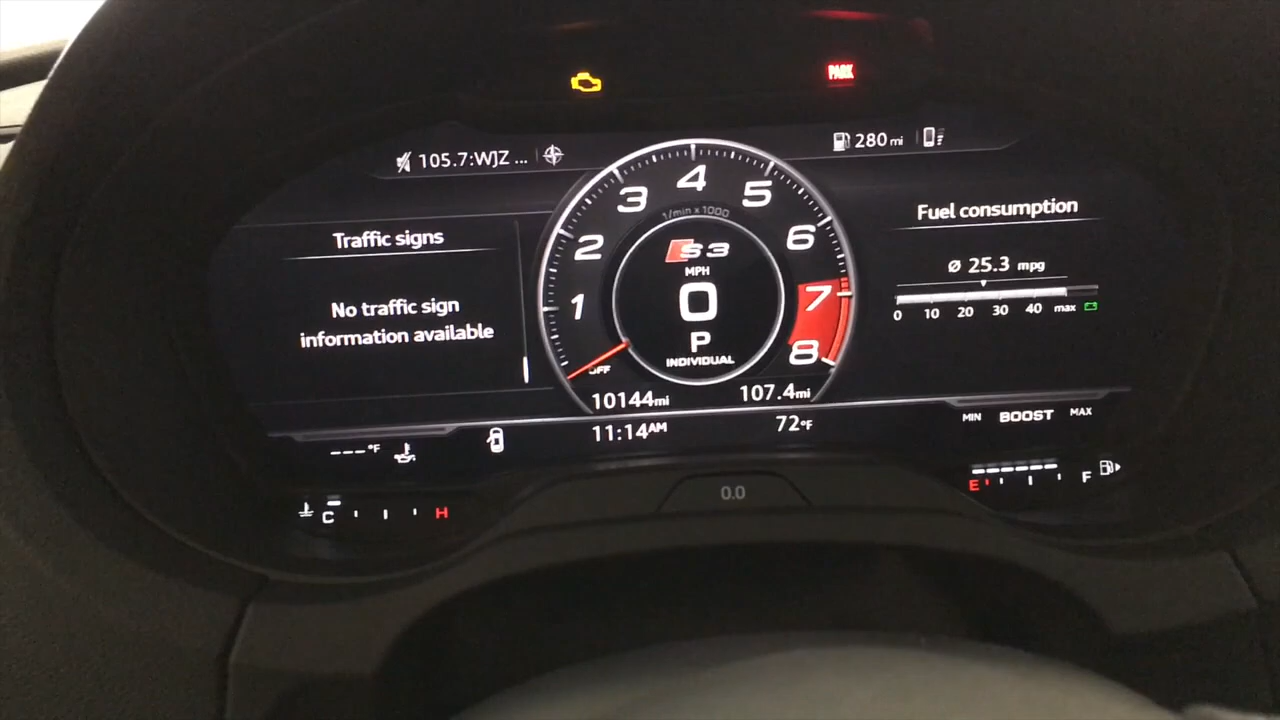 PARK
105.7:WJZ ...
280 mi
Traffic signs
No traffic sign
information available
1 2 3 4 5 6 7 8
1/min x 1000
S3
MPH
0
P
INDIVIDUAL
OFF
10144mi
107.4mi
Fuel consumption
Ø 25.3 mpg
0 10 20 30 40 max
---°F
11:14AM
72°F
MIN BOOST MAX
C H
0.0
E F